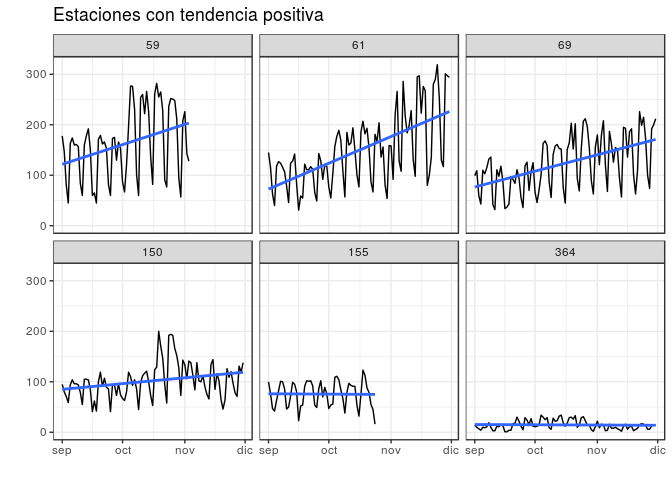 Estaciones con tendencia positiva
59 61 69
300
200
100
0
150 155 364
300
200
100
0
sep oct nov dic sep oct nov dic sep oct nov dic